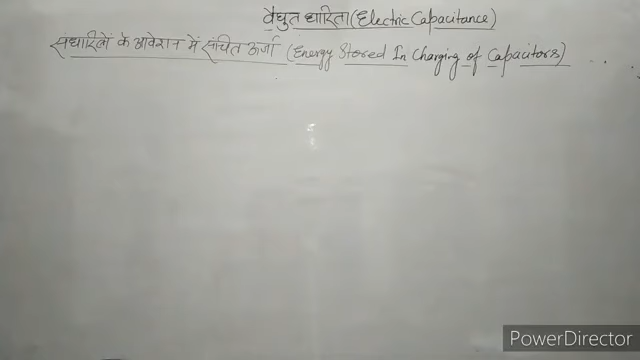 वैद्युत धारिता (Electric Capacitance)
संधारित्रों के आवेशन में संचित ऊर्जा (Energy Stored In Charging of Capacitors)
PowerDirector